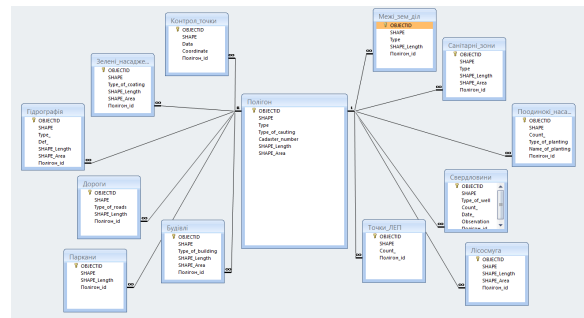 Контрол_точки
OBJECTID
SHAPE
Data
Coordinate
Полігон_id
Межі_зем_діл
OBJECTID
SHAPE
Type
SHAPE_Length
Полігон_id
Санітарні_зони
OBJECTID
SHAPE
Type
SHAPE_Length
SHAPE_Area
Полігон_id
Зелені_насадже...
OBJECTID
SHAPE
Type_of_coating
SHAPE_Length
SHAPE_Area
Полігон_id
Гідрографія
OBJECTID
SHAPE
Type_
Def_
SHAPE_Length
SHAPE_Area
Полігон_id
Полігон
OBJECTID
SHAPE
Type
Type_of_cauting
Cadaster_number
SHAPE_Length
SHAPE_Area
Поодинокі_наса...
OBJECTID
SHAPE
Count_
Type_of_planting
Name_of_planting
Полігон_id
Дороги
OBJECTID
SHAPE
Type_of_roads
SHAPE_Length
Полігон_id
Свердловини
OBJECTID
SHAPE
Type_of_well
Count_
Date_
Observation
Полігон_id
Будівлі
OBJECTID
SHAPE
Type_of_building
SHAPE_Length
SHAPE_Area
Полігон_id
Точки_ЛЕП
OBJECTID
SHAPE
Count_
Полігон_id
Паркани
OBJECTID
SHAPE
SHAPE_Length
Полігон_id
Лісосмуга
OBJECTID
SHAPE
SHAPE_Length
SHAPE_Area
Полігон_id